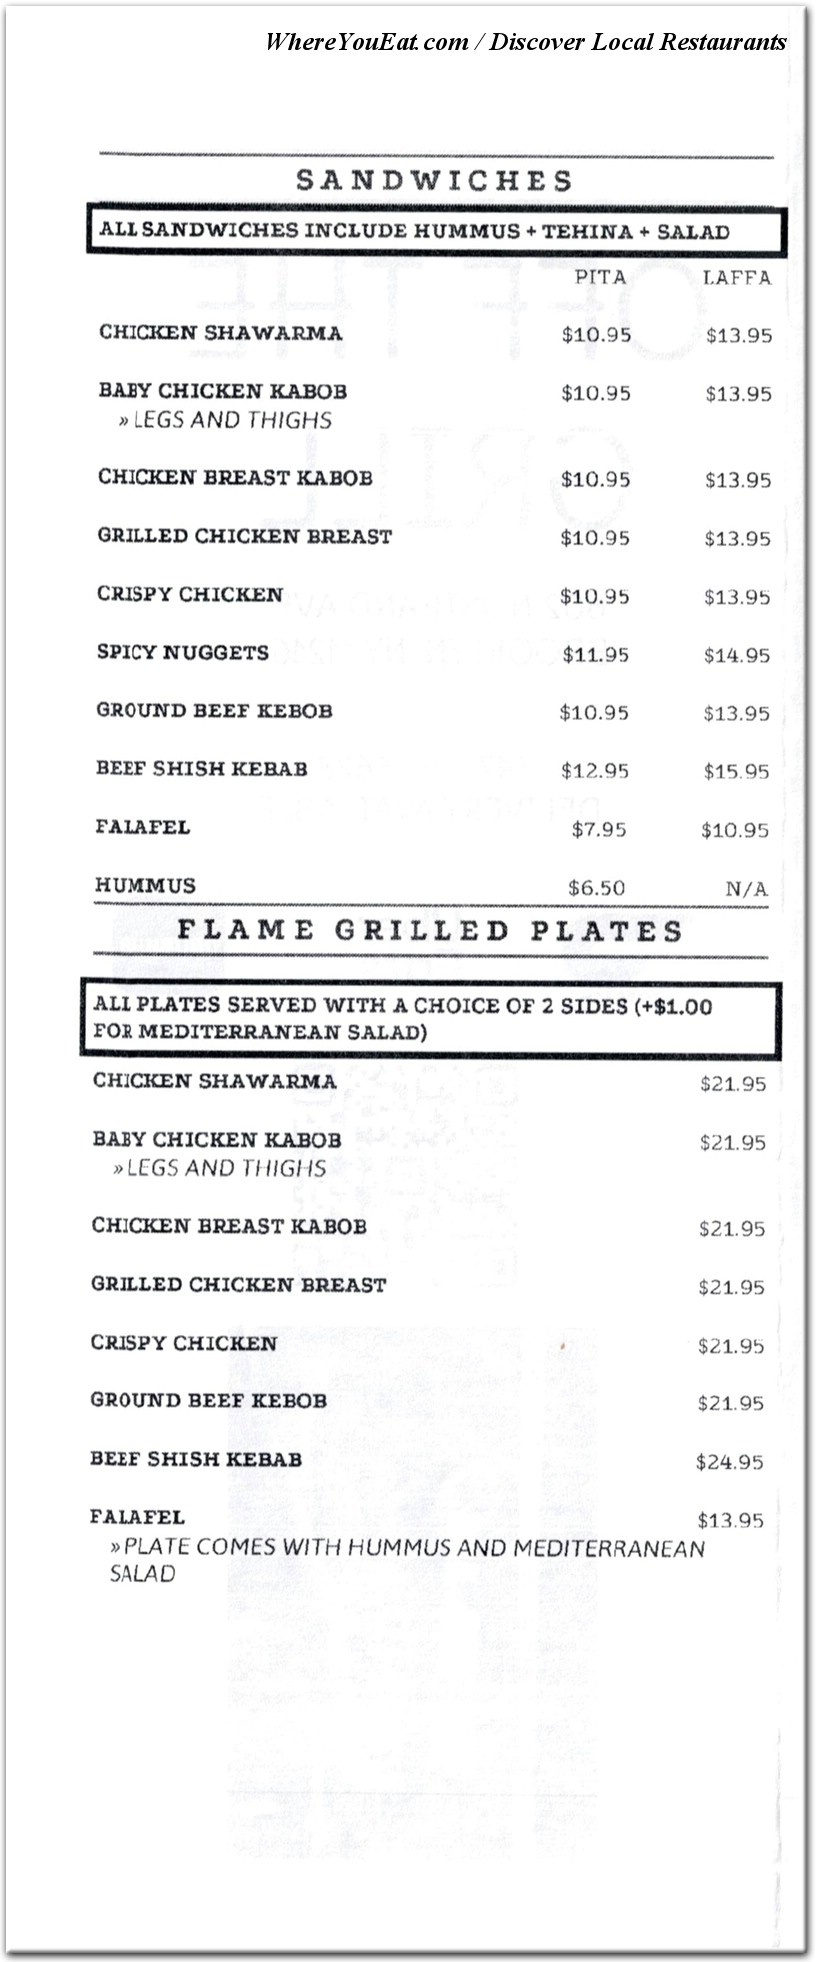 WhereYouEat.com / Discover Local Restaurants
SANDWICHES
ALL SANDWICHES INCLUDE HUMMUS + TEHINA + SALAD
PITA LAFFA
CHICKEN SHAWARMA $10.95 $13.95
BABY CHICKEN KABOB $10.95 $13.95
» LEGS AND THIGHS
CHICKEN BREAST KABOB $10.95 $13.95
GRILLED CHICKEN BREAST $10.95 $13.95
CRISPY CHICKEN $10.95 $13.95
SPICY NUGGETS $11.95 $14.95
GROUND BEEF KEBOB $10.95 $13.95
BEEF SHISH KEBAB $12.95 $15.95
FALAFEL $7.95 $10.95
HUMMUS $6.50 N/A
FLAME GRILLED PLATES
ALL PLATES SERVED WITH A CHOICE OF 2 SIDES (+$1.00
FOR MEDITERRANEAN SALAD)
CHICKEN SHAWARMA $21.95
BABY CHICKEN KABOB $21.95
» LEGS AND THIGHS
CHICKEN BREAST KABOB $21.95
GRILLED CHICKEN BREAST $21.95
CRISPY CHICKEN $21.95
GROUND BEEF KEBOB $21.95
BEEF SHISH KEBAB $24.95
FALAFEL $13.95
» PLATE COMES WITH HUMMUS AND MEDITERRANEAN
SALAD